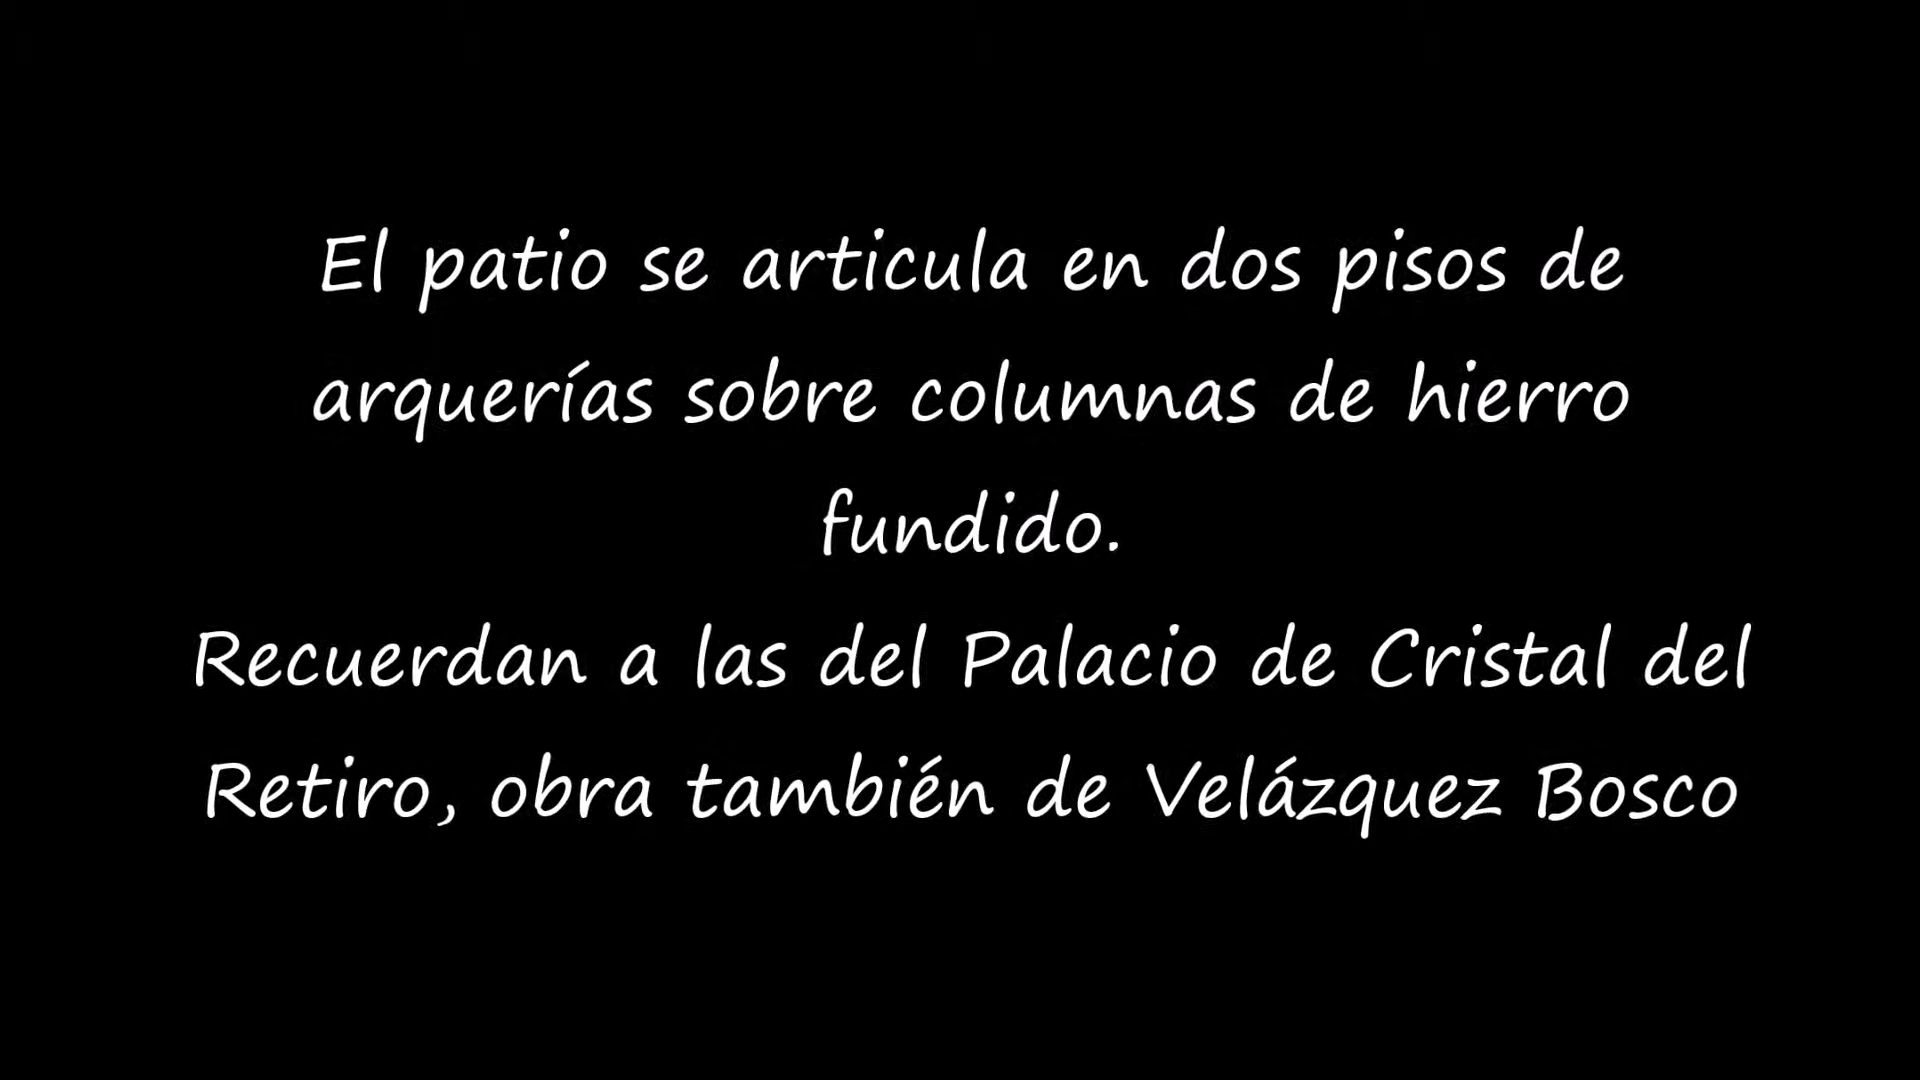 El patio se articula en dos pisos de
arquerías sobre columnas de hierro
fundido.
Recuerdan a las del Palacio de Cristal del
Retiro, obra también de Velázquez Bosco